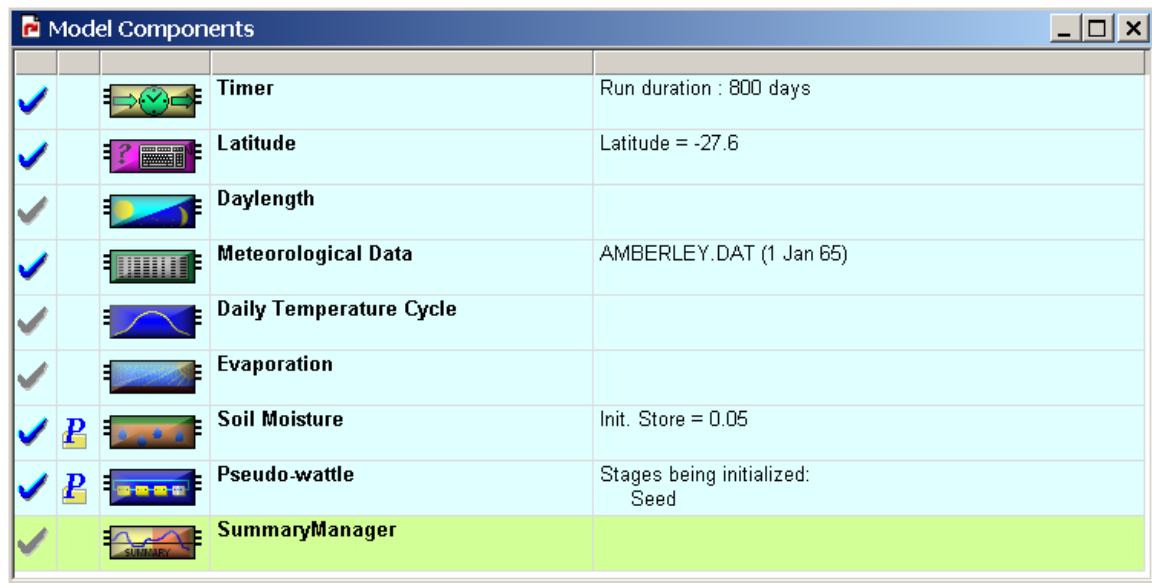 Model Components
Timer
Run duration : 800 days
Latitude
Latitude = -27.6
Daylength
Meteorological Data
AMBERLEY.DAT (1 Jan 65)
Daily Temperature Cycle
Evaporation
P
Soil Moisture
Init. Store = 0.05
P
Pseudo-wattle
Stages being initialized:
Seed
SUMMARY
SummaryManager